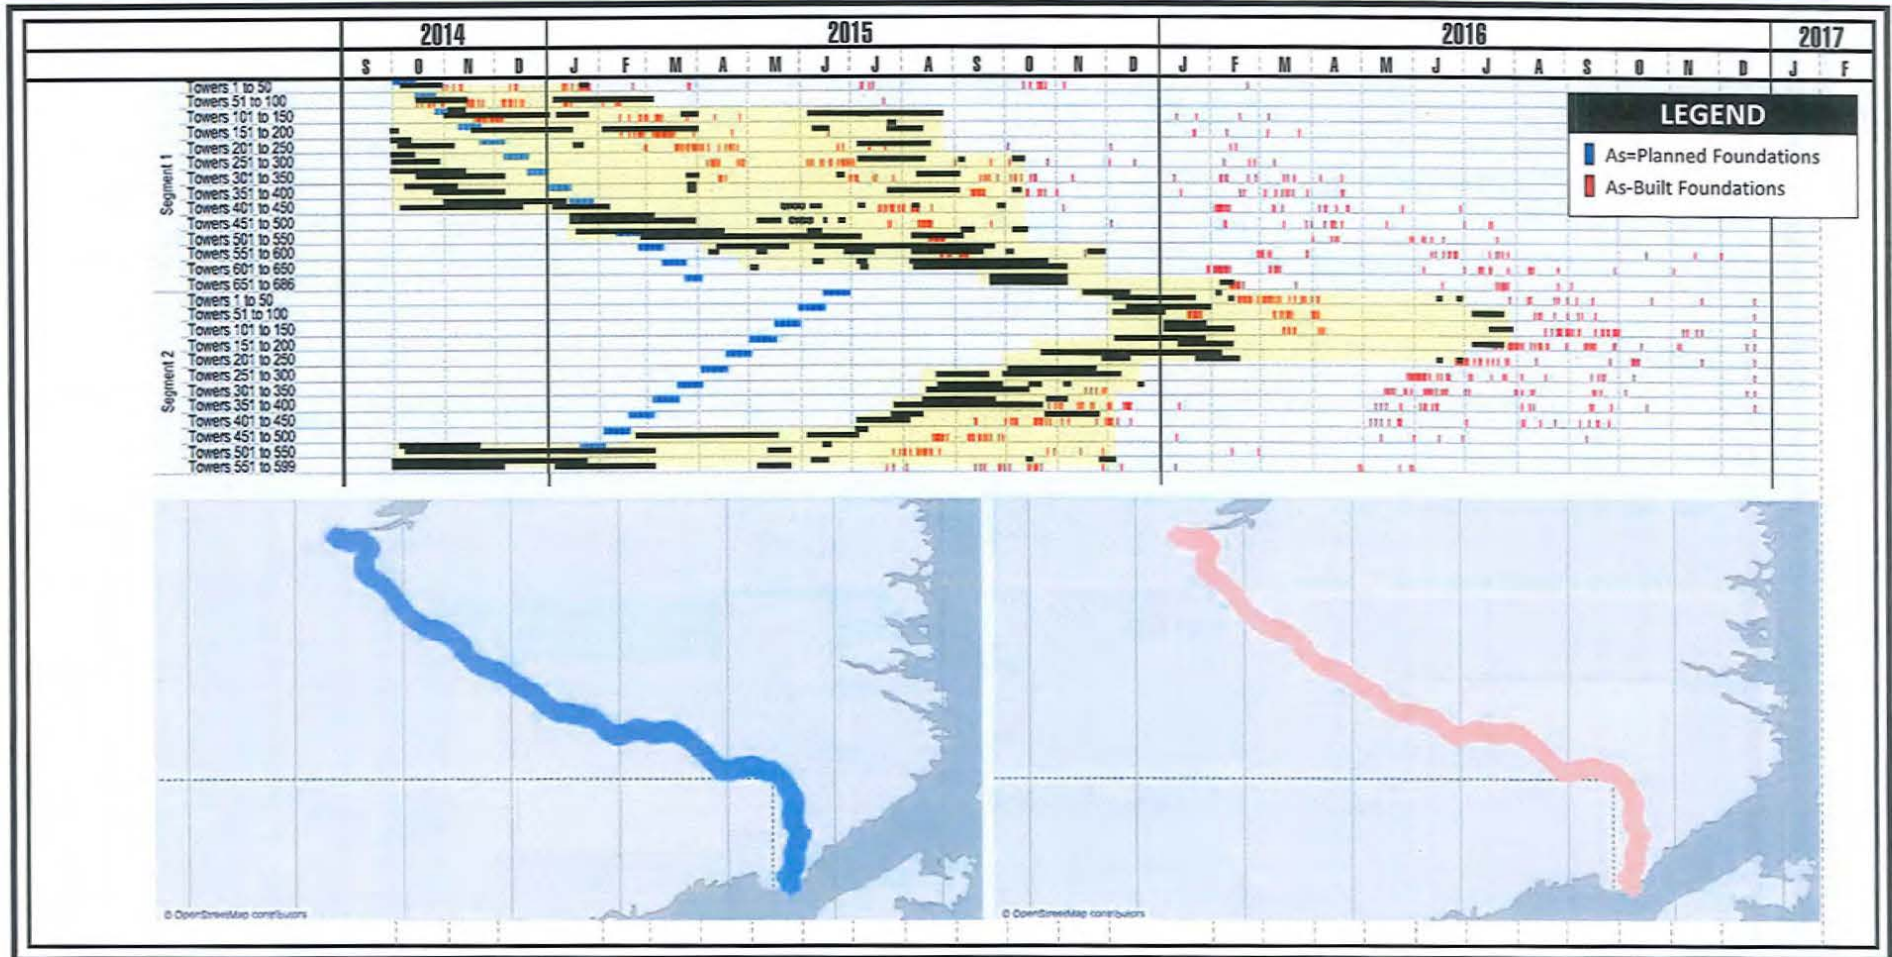 2014 2015 2016 2017
S O N D J F M A M J J A S O N D J F M A M J J A S O N D J F
Segment 1
Towers 1 to 50
Towers 51 to 100
Towers 101 to 150
Towers 151 to 200
Towers 201 to 250
Towers 251 to 300
Towers 301 to 350
Towers 351 to 400
Towers 401 to 450
Towers 451 to 500
Towers 501 to 550
Towers 551 to 600
Towers 601 to 650
Towers 651 to 686
Segment 2
Towers 1 to 50
Towers 51 to 100
Towers 101 to 150
Towers 151 to 200
Towers 201 to 250
Towers 251 to 300
Towers 301 to 350
Towers 351 to 400
Towers 401 to 450
Towers 451 to 500
Towers 501 to 550
Towers 551 to 599
LEGEND
As=Planned Foundations
As-Built Foundations
© OpenStreetMap contributors
© OpenStreetMap contributors